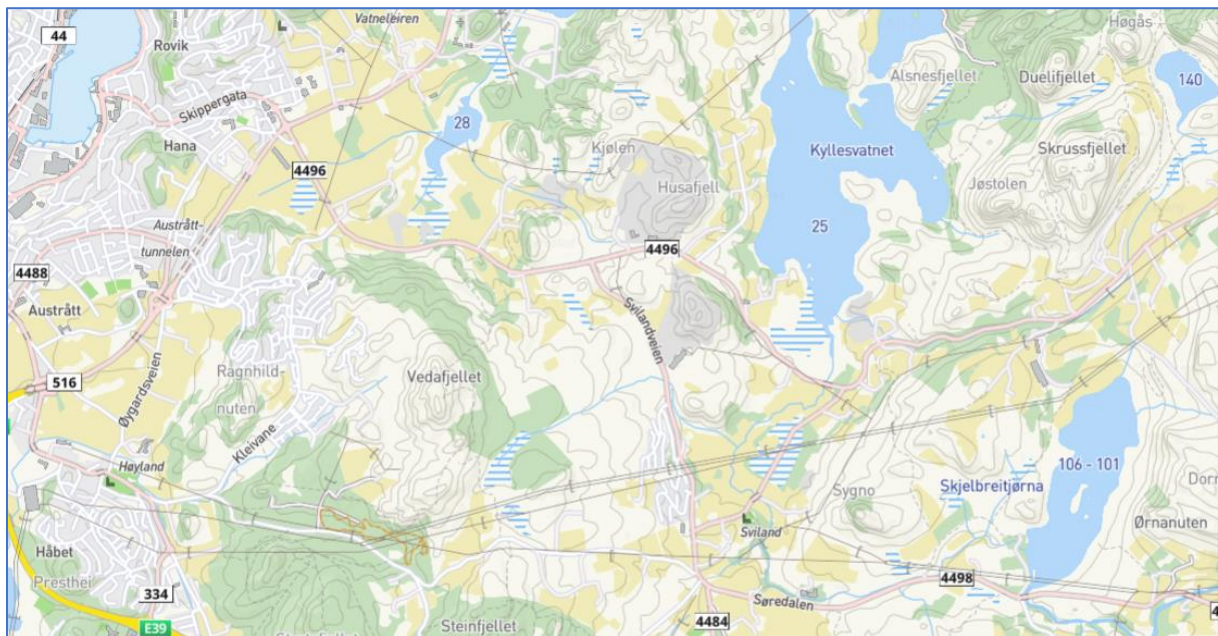 44
Rovik
Vatneleiren
Høgås
Alsnesfjellet
Duelifjellet
140
Skippergata
28
Hana
Kjølen
Kyllesvatnet
Skrussfjellet
4496
Husafjell
Jøstolen
Austrått-
tunnelen
25
4496
4488
Austrått
Svilandveien
516
Ragnhild-
nuten
Vedafjellet
Øygardsveien
Kleivane
Høyland
106 - 101
Sygno
Skjelbreitjørna
Ørnanuten
Sviland
Håbet
Presthei
334
4498
Søredalen
E39
Steinfjellet
4484